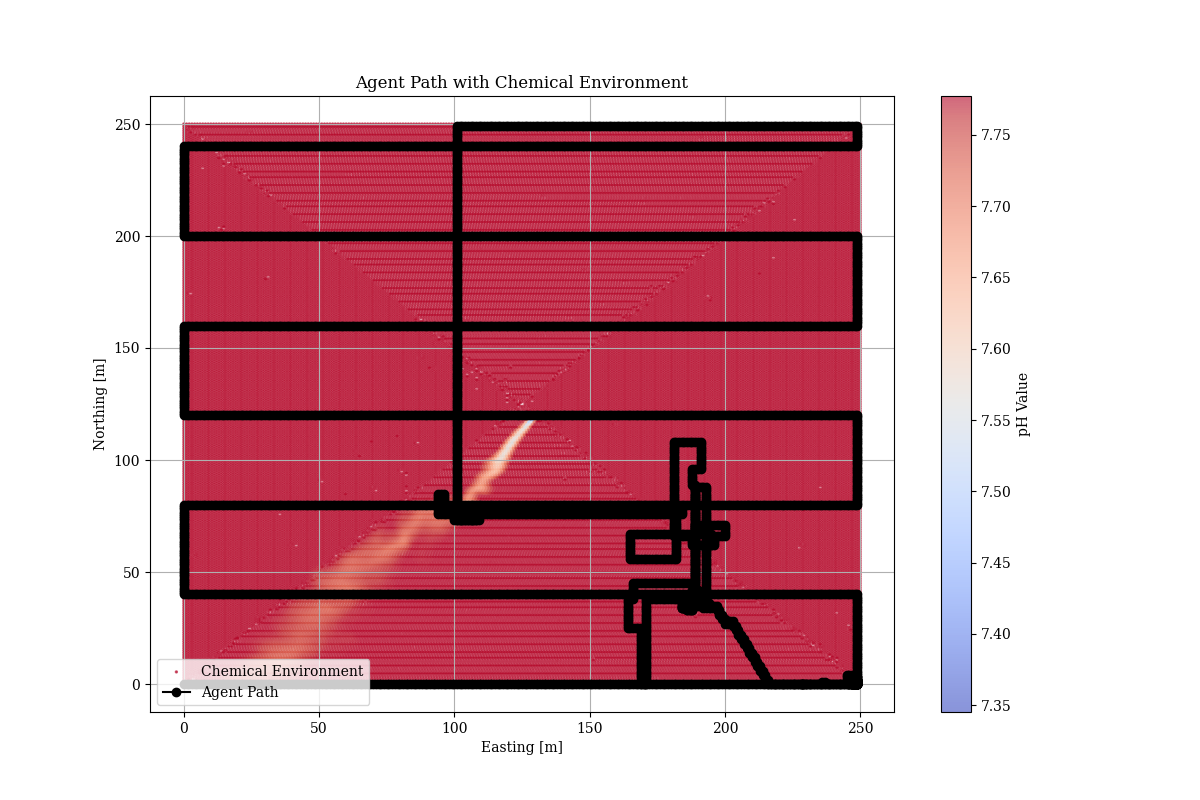 Agent Path with Chemical Environment
250
200
150
100
50
0
Northing [m]
0 50 100 150 200 250
Easting [m]
Chemical Environment
Agent Path
7.75
7.70
7.65
7.60
7.55
7.50
7.45
7.40
7.35
pH Value